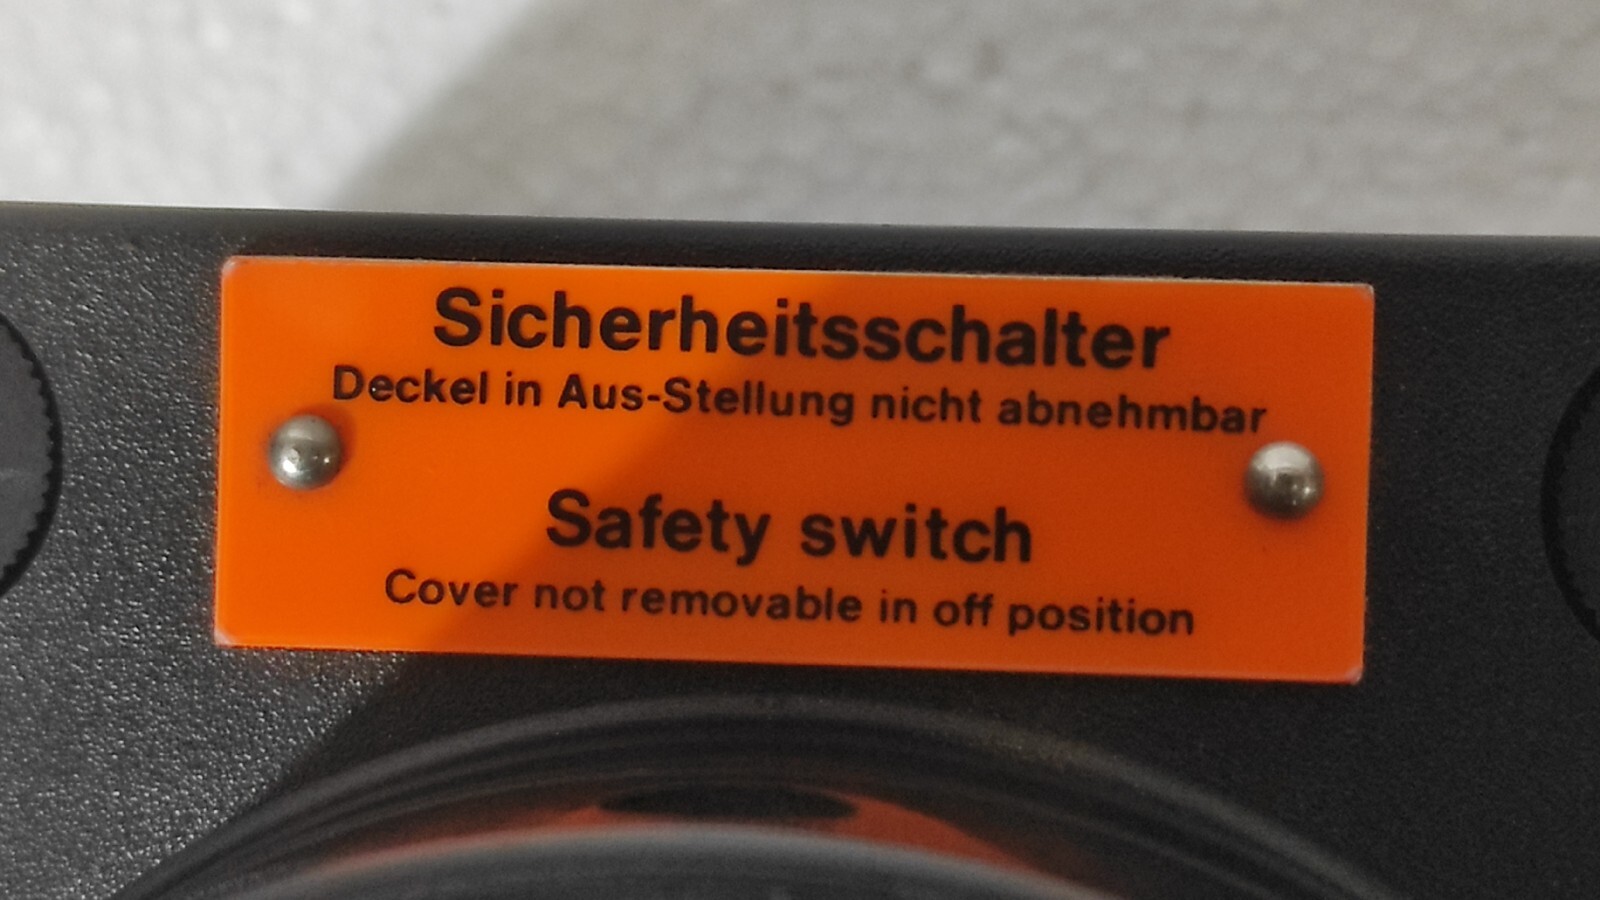 Sicherheitsschalter
Deckel in Aus-Stellung nicht abnehmbar
Safety switch
Cover not removable in off position